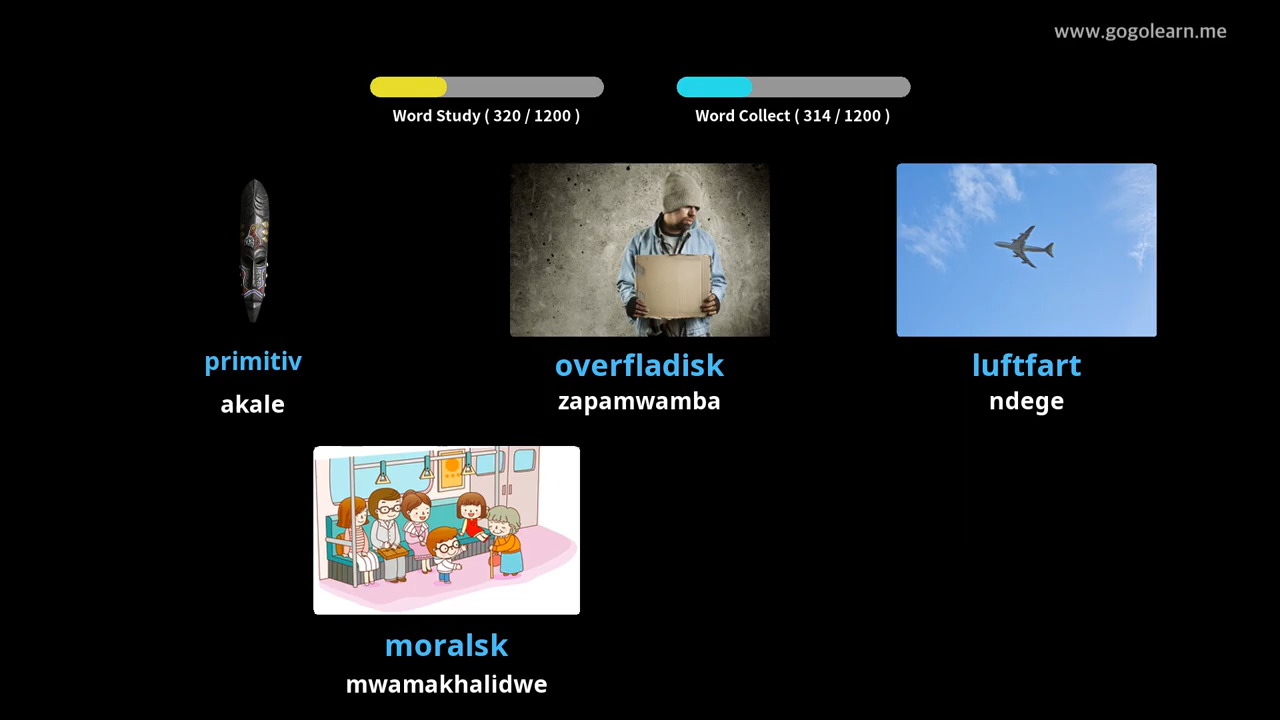 www.gogolearn.me
Word Study ( 320 / 1200 )
Word Collect ( 314 / 1200 )
primitiv
akale
overfladisk
zapamwamba
luftfart
ndege
moralsk
mwamakhalidwe